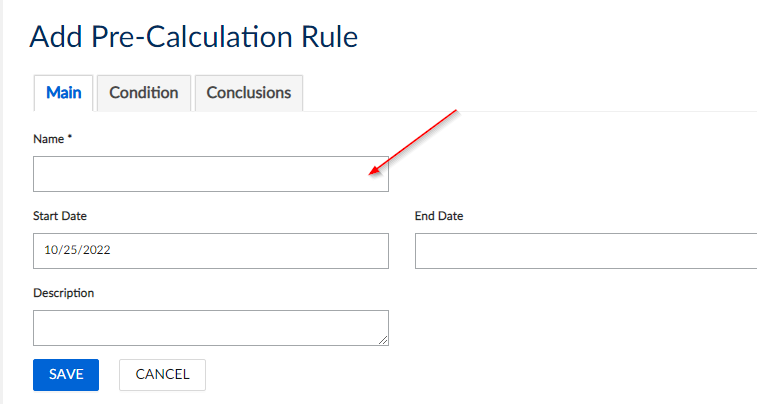 Add Pre-Calculation Rule
Main Condition Conclusions
Name *
Start Date End Date
10/25/2022
Description
SAVE CANCEL